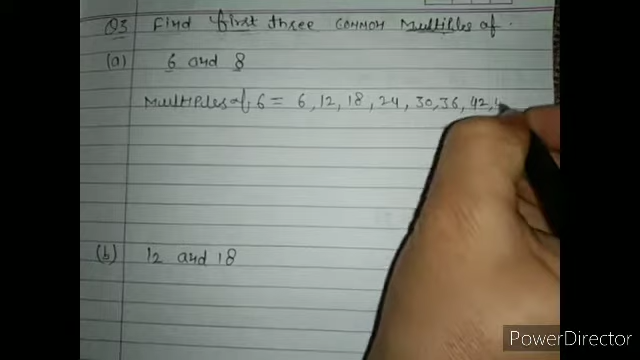 Q3 Find first three common multiples of.
(a) 6 and 8
Multiples of 6 = 6, 12, 18, 24, 30, 36, 42, 4
(b) 12 and 18
PowerDirector